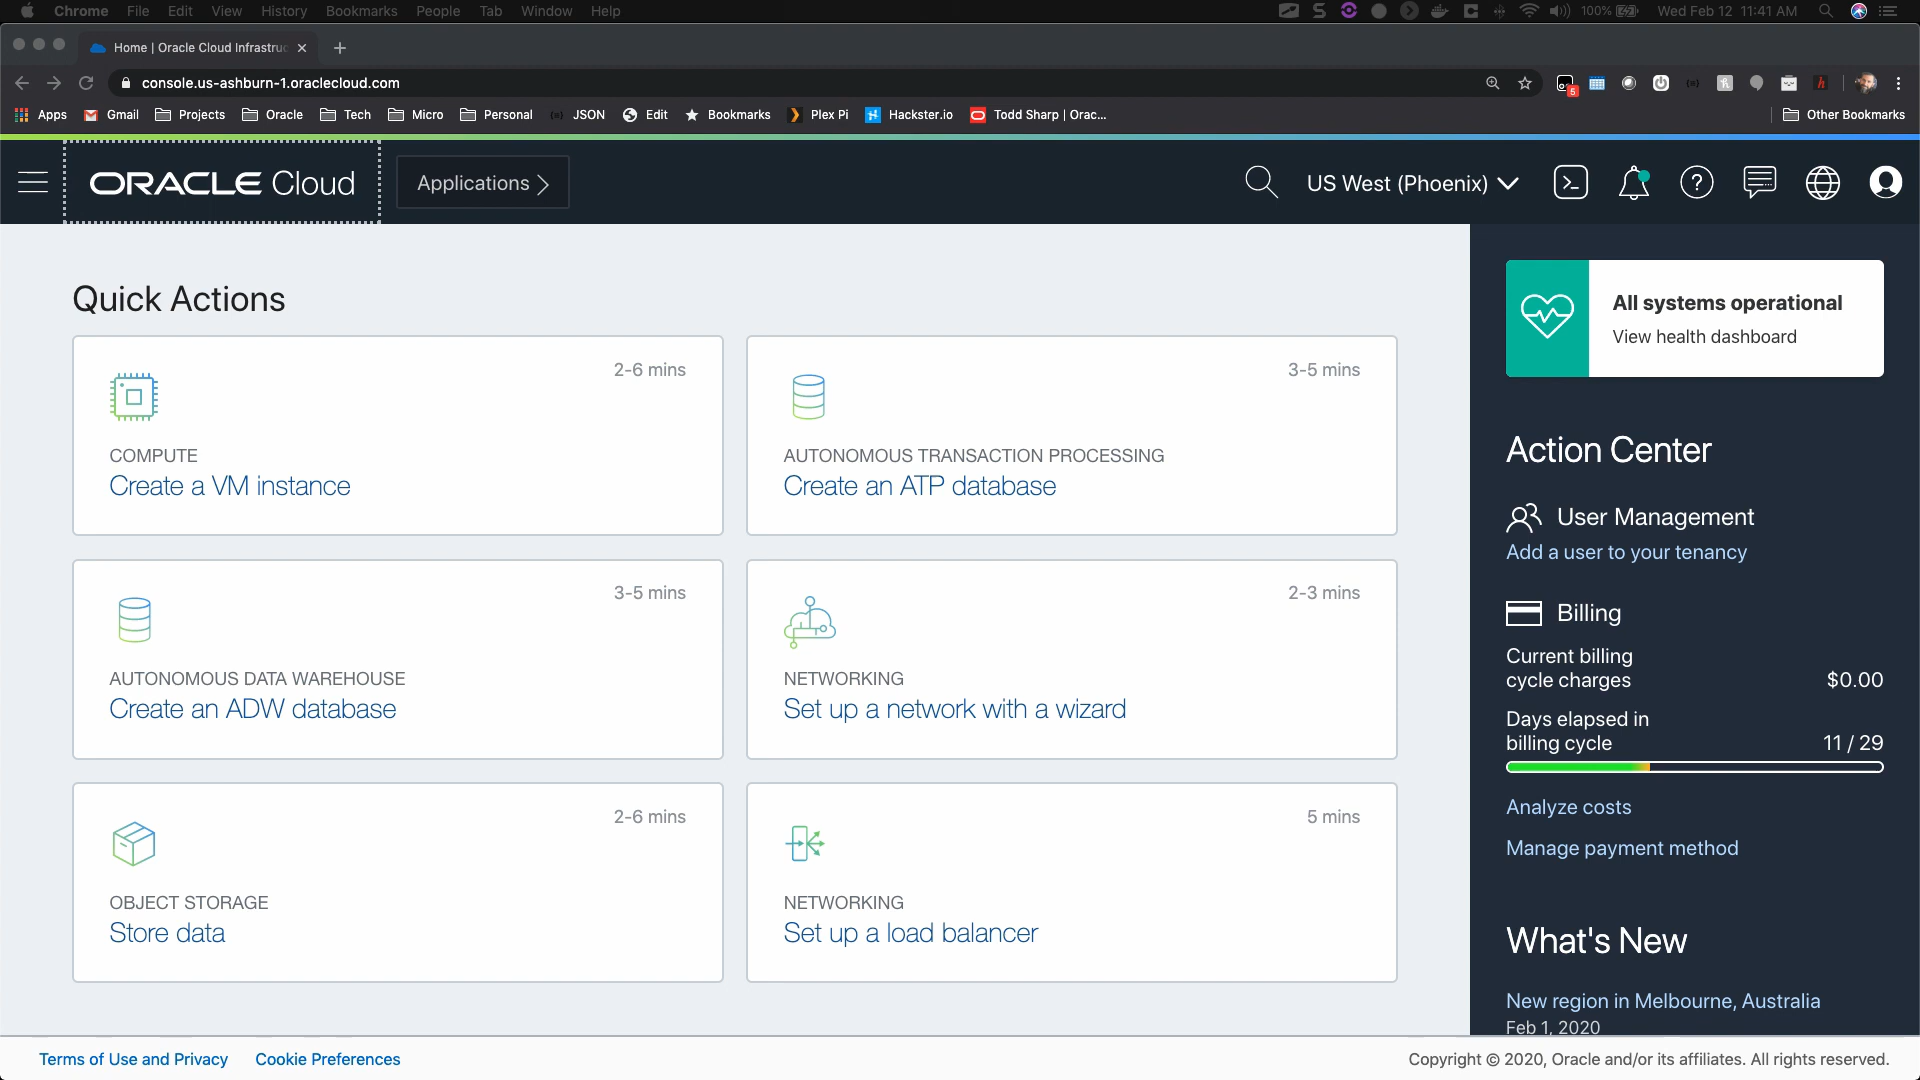 Chrome File Edit View History Bookmarks People Tab Window Help
100%
Wed Feb 12 11:41 AM
Home | Oracle Cloud Infrastruc
console.us-ashburn-1.oraclecloud.com
5
Apps Gmail Projects Oracle Tech Micro Personal JSON Edit Bookmarks Plex Pi Hackster.io Todd Sharp | Orac...
Other Bookmarks
ORACLE Cloud
Applications
US West (Phoenix)
Quick Actions
2-6 mins
COMPUTE
Create a VM instance
3-5 mins
AUTONOMOUS TRANSACTION PROCESSING
Create an ATP database
3-5 mins
AUTONOMOUS DATA WAREHOUSE
Create an ADW database
2-3 mins
NETWORKING
Set up a network with a wizard
2-6 mins
OBJECT STORAGE
Store data
5 mins
NETWORKING
Set up a load balancer
All systems operational
View health dashboard
Action Center
User Management
Add a user to your tenancy
Billing
Current billing
cycle charges $0.00
Days elapsed in
billing cycle 11 / 29
Analyze costs
Manage payment method
What's New
New region in Melbourne, Australia
Feb 1, 2020
Terms of Use and Privacy Cookie Preferences
Copyright © 2020, Oracle and/or its affiliates. All rights reserved.